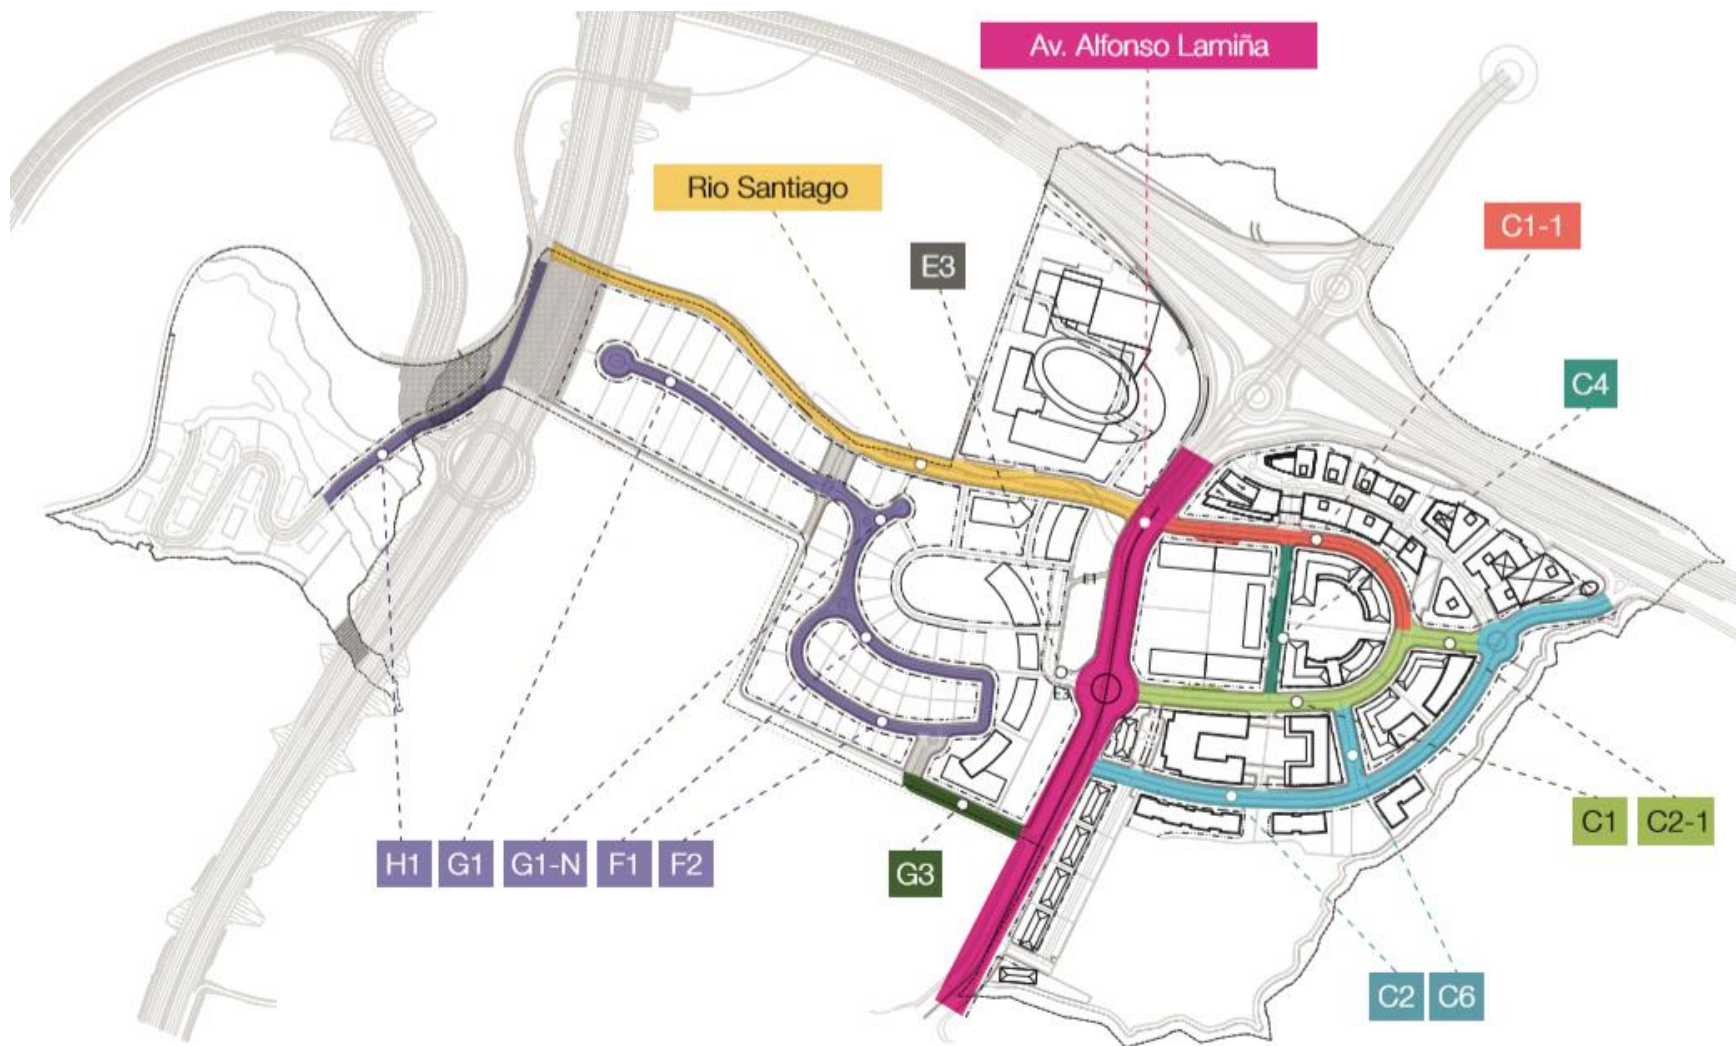 Av. Alfonso Lamiña
Rio Santiago
C1-1
E3
C4
E3
H1 G1 G1-N F1 F2
C1 C2-1
G3
C2 C6